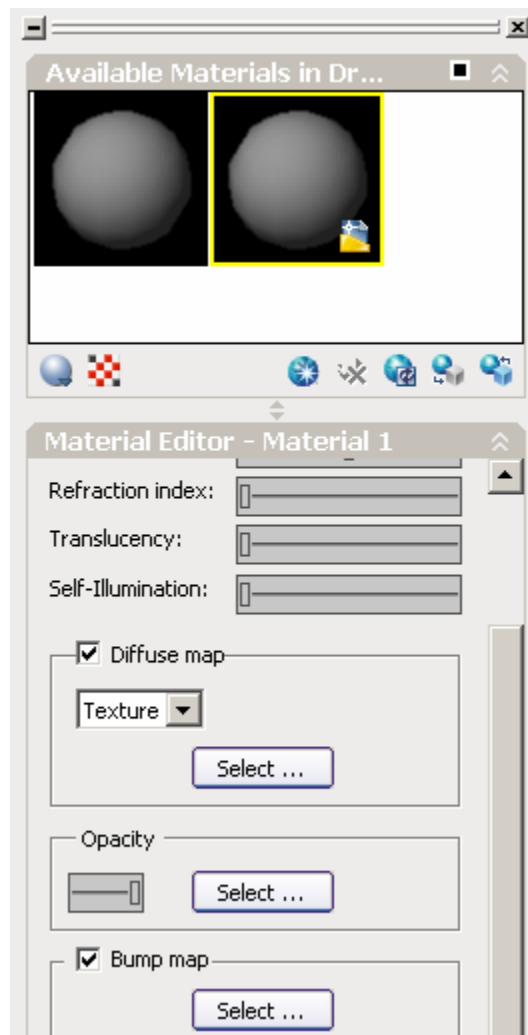 Available Materials in Dr...
Material Editor - Material 1
Refraction index:
Translucency:
Self-Illumination:
Diffuse map
Texture
Select ...
Opacity
Select ...
Bump map
Select ...